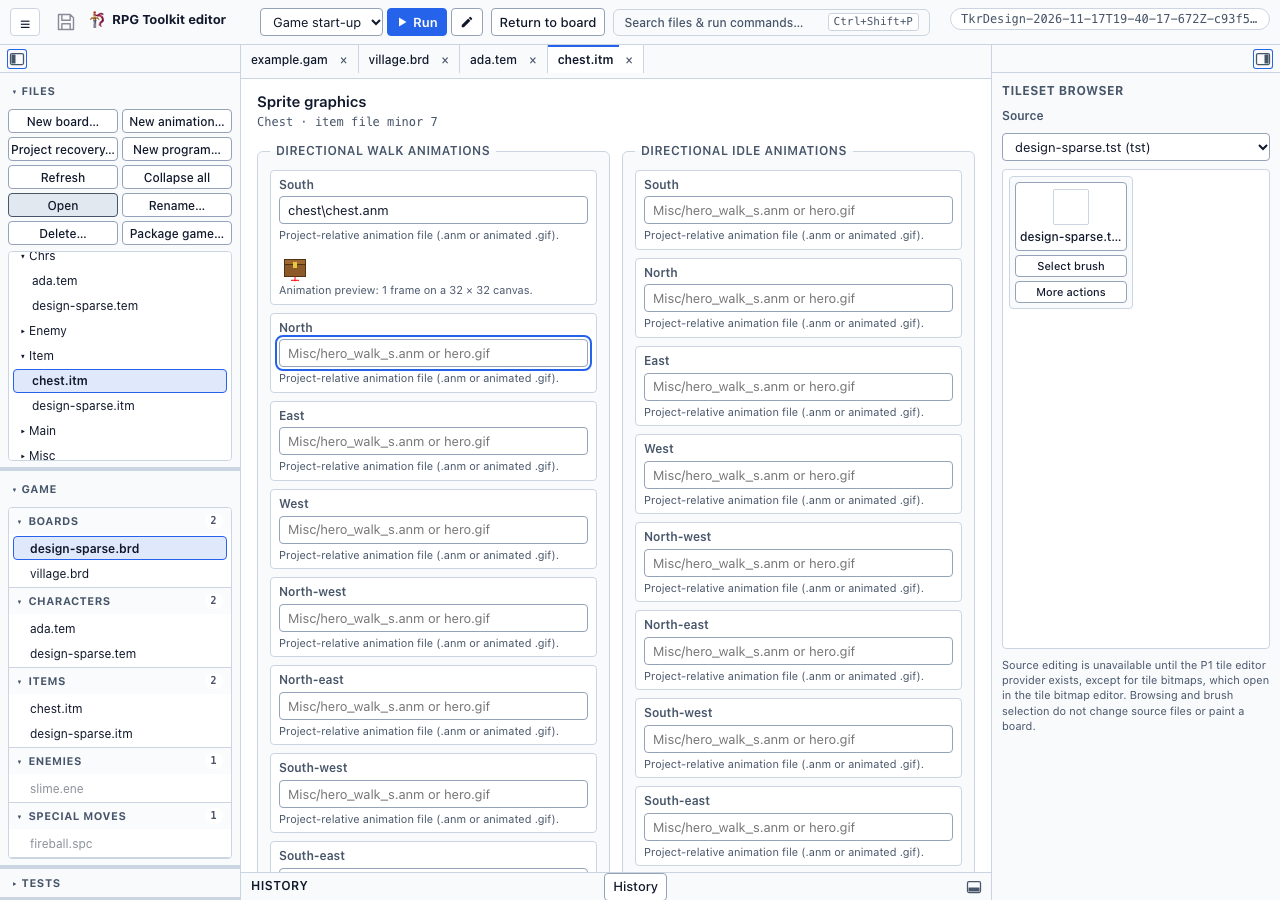 RPG Toolkit editor
Game start-up
Run
Return to board
Search files & run commands...
Ctrl+Shift+P
TkrDesign-2026-11-17T19-40-17-672Z-c93f5…
FILES
New board...
New animation...
Project recovery...
New program...
Refresh
Collapse all
Open
Rename...
Delete...
Package game...
Chrs
ada.tem
design-sparse.tem
Enemy
Item
chest.itm
design-sparse.itm
Main
Misc
GAME
BOARDS 2
design-sparse.brd
village.brd
CHARACTERS 2
ada.tem
design-sparse.tem
ITEMS 2
chest.itm
design-sparse.itm
ENEMIES 1
slime.ene
SPECIAL MOVES 1
fireball.spc
TESTS
example.gam ×
village.brd ×
ada.tem ×
chest.itm ×
Sprite graphics
Chest · item file minor 7
DIRECTIONAL WALK ANIMATIONS
South
chest\chest.anm
Project-relative animation file (.anm or animated .gif).
Animation preview: 1 frame on a 32 × 32 canvas.
North
Misc/hero_walk_s.anm or hero.gif
Project-relative animation file (.anm or animated .gif).
East
Misc/hero_walk_s.anm or hero.gif
Project-relative animation file (.anm or animated .gif).
West
Misc/hero_walk_s.anm or hero.gif
Project-relative animation file (.anm or animated .gif).
North-west
Misc/hero_walk_s.anm or hero.gif
Project-relative animation file (.anm or animated .gif).
North-east
Misc/hero_walk_s.anm or hero.gif
Project-relative animation file (.anm or animated .gif).
South-west
Misc/hero_walk_s.anm or hero.gif
Project-relative animation file (.anm or animated .gif).
South-east
DIRECTIONAL IDLE ANIMATIONS
South
Misc/hero_walk_s.anm or hero.gif
Project-relative animation file (.anm or animated .gif).
North
Misc/hero_walk_s.anm or hero.gif
Project-relative animation file (.anm or animated .gif).
East
Misc/hero_walk_s.anm or hero.gif
Project-relative animation file (.anm or animated .gif).
West
Misc/hero_walk_s.anm or hero.gif
Project-relative animation file (.anm or animated .gif).
North-west
Misc/hero_walk_s.anm or hero.gif
Project-relative animation file (.anm or animated .gif).
North-east
Misc/hero_walk_s.anm or hero.gif
Project-relative animation file (.anm or animated .gif).
South-west
Misc/hero_walk_s.anm or hero.gif
Project-relative animation file (.anm or animated .gif).
South-east
Misc/hero_walk_s.anm or hero.gif
Project-relative animation file (.anm or animated .gif).
HISTORY
History
TILESET BROWSER
Source
design-sparse.tst (tst)
design-sparse.t…
Select brush
More actions
Source editing is unavailable until the P1 tile editor
provider exists, except for tile bitmaps, which open
in the tile bitmap editor. Browsing and brush
selection do not change source files or paint a
board.